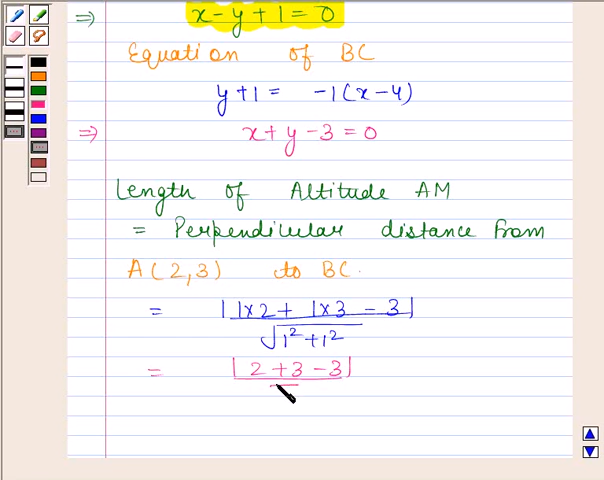 ⇒ x - y + 1 = 0
Equation of BC
y + 1 = -1(x - 4)
⇒ x + y - 3 = 0
Length of Altitude AM
= Perpendicular distance from
A(2,3) to BC.
= |1×2 + 1×3 - 3|
√1² + 1²
= |2 + 3 - 3|